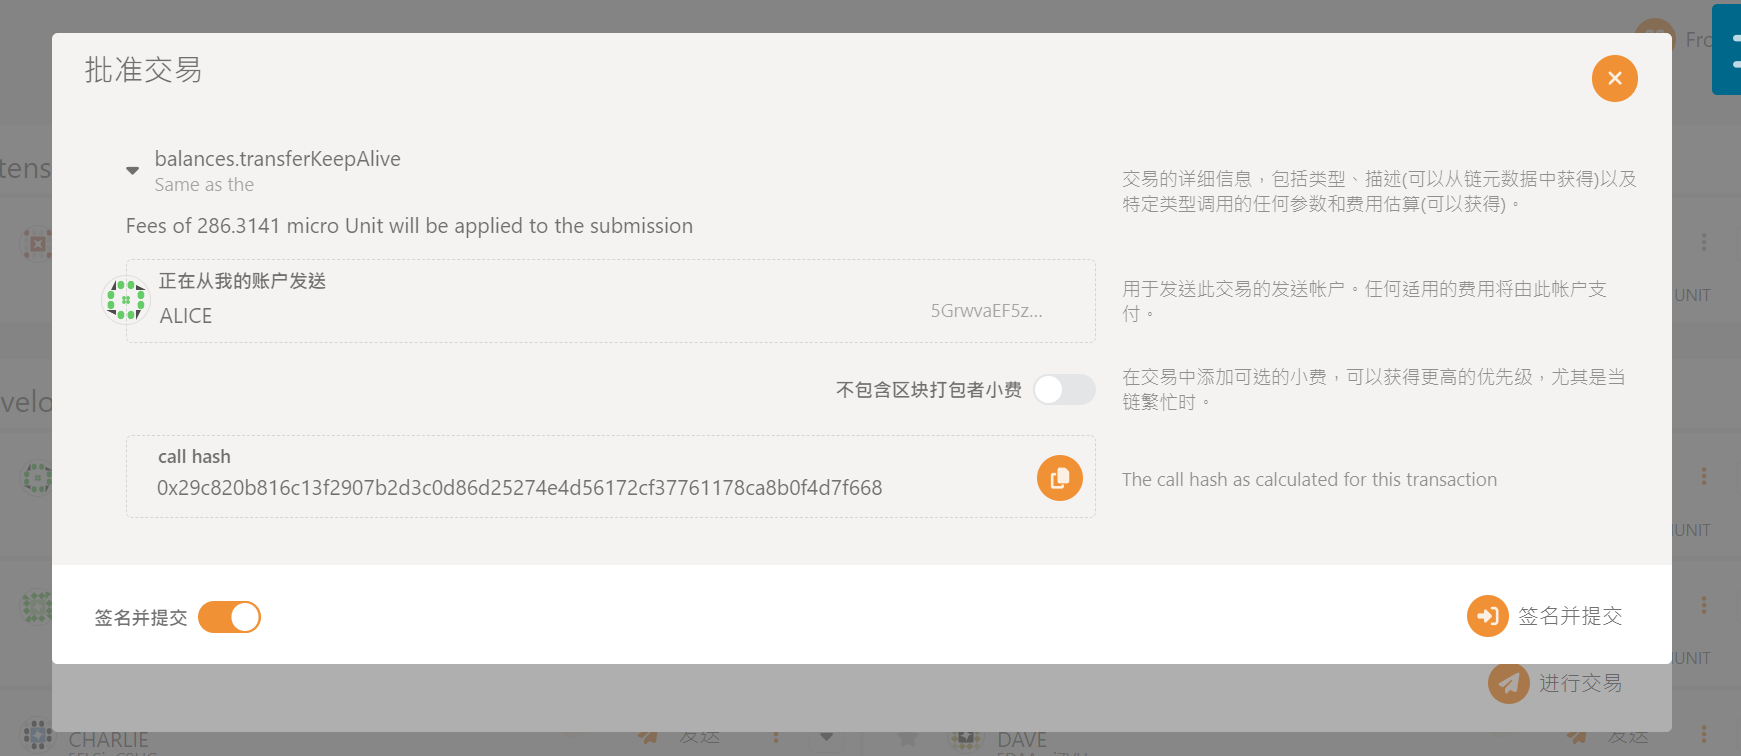 批准交易
Fro
tens
balances.transferKeepAlive
Same as the
交易的详细信息，包括类型、描述(可以从链元数据中获得)以及
特定类型调用的任何参数和费用估算(可以获得)。
Fees of 286.3141 micro Unit will be applied to the submission
正在从我的账户发送
ALICE
5GrwvaEF5z...
用于发送此交易的发送帐户。任何适用的费用将由此帐户支
付。
UNIT
velo
不包含区块打包者小费
在交易中添加可选的小费，可以获得更高的优先级，尤其是当
链繁忙时。
call hash
0x29c820b816c13f2907b2d3c0d86d25274e4d56172cf37761178ca8b0f4d7f668
The call hash as calculated for this transaction
UNIT
签名并提交
签名并提交
UNIT
进行交易
CHARLIE
发送
DAVE
发送